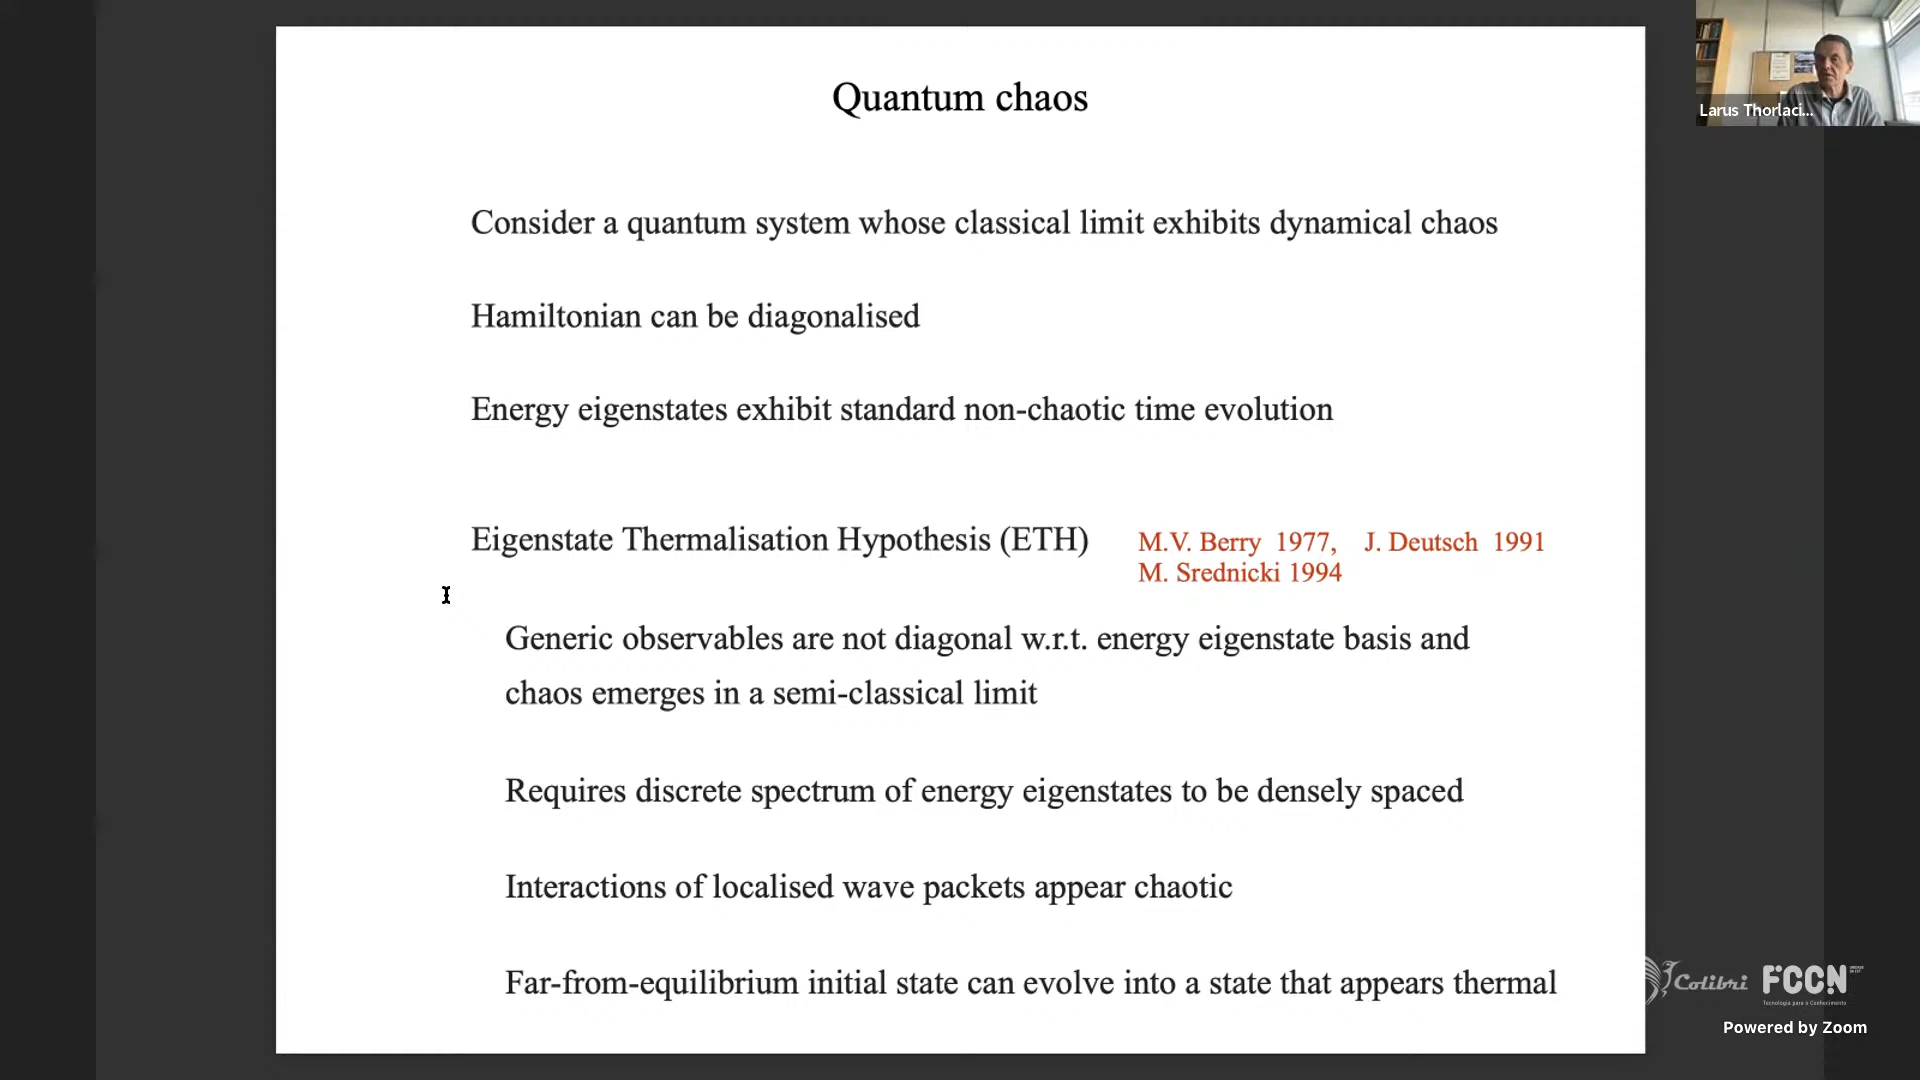 Quantum chaos
Larus Thorlaci...
Consider a quantum system whose classical limit exhibits dynamical chaos
Hamiltonian can be diagonalised
Energy eigenstates exhibit standard non-chaotic time evolution
Eigenstate Thermalisation Hypothesis (ETH)
M.V. Berry 1977, J. Deutsch 1991
M. Srednicki 1994
Generic observables are not diagonal w.r.t. energy eigenstate basis and
chaos emerges in a semi-classical limit
Requires discrete spectrum of energy eigenstates to be densely spaced
Interactions of localised wave packets appear chaotic
Far-from-equilibrium initial state can evolve into a state that appears thermal
Colibri FCCN
Tecnologia para o Conhecimento
Powered by Zoom